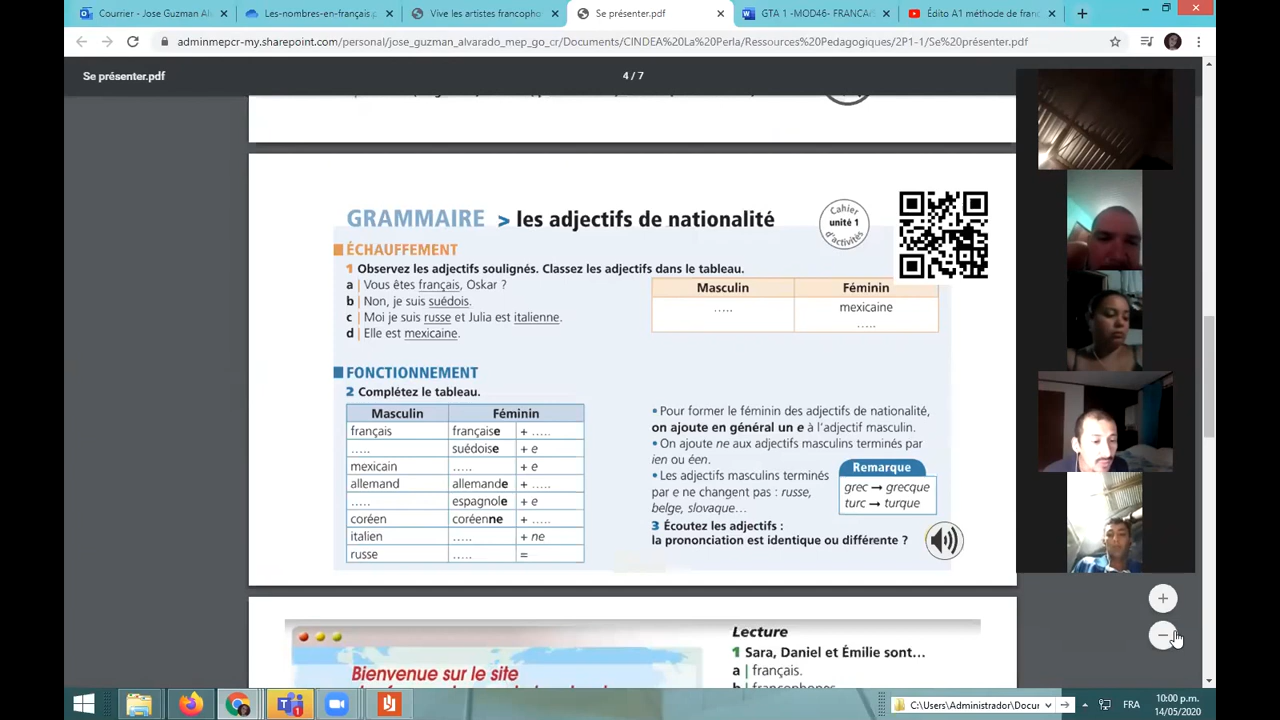 Courrier - Jose Guzman Al
Les-nombres-en-français
Vive les artistes francopho
Se présenter.pdf
GTA 1 -MOD46- FRANCA
Édito A1 méthode de fran
adminmepcr-my.sharepoint.com/personal/jose_guzman_alvarado_mep_go_cr/Documents/CINDEA%20La%20Perla/Ressources%20Pedagogiques/2P1-1/Se%20présenter.pdf
Se présenter.pdf
4 / 7
GRAMMAIRE > les adjectifs de nationalité
Cahier
unité 1
d'activités
ÉCHAUFFEMENT
1 Observez les adjectifs soulignés. Classez les adjectifs dans le tableau.
a | Vous êtes français, Oskar ?
b | Non, je suis suédois.
c | Moi je suis russe et Julia est italienne.
d | Elle est mexicaine.
Masculin Féminin
..... mexicaine
.....
FONCTIONNEMENT
2 Complétez le tableau.
Masculin Féminin
français française + .....
..... suédoise + e
mexicain ..... + e
allemand allemande + .....
..... espagnole + e
coréen coréenne + .....
italien ..... + ne
russe ..... =
• Pour former le féminin des adjectifs de nationalité,
on ajoute en général un e à l'adjectif masculin.
• On ajoute ne aux adjectifs masculins terminés par
ien ou éen.
• Les adjectifs masculins terminés
par e ne changent pas : russe,
belge, slovaque…
Remarque
grec → grecque
turc → turque
3 Écoutez les adjectifs :
la prononciation est identique ou différente ?
Bienvenue sur le site
Lecture
1 Sara, Daniel et Émilie sont…
a | français.
b | francophones.
C:\Users\Administrador\Docur
FRA
10:00 p.m.
14/05/2020